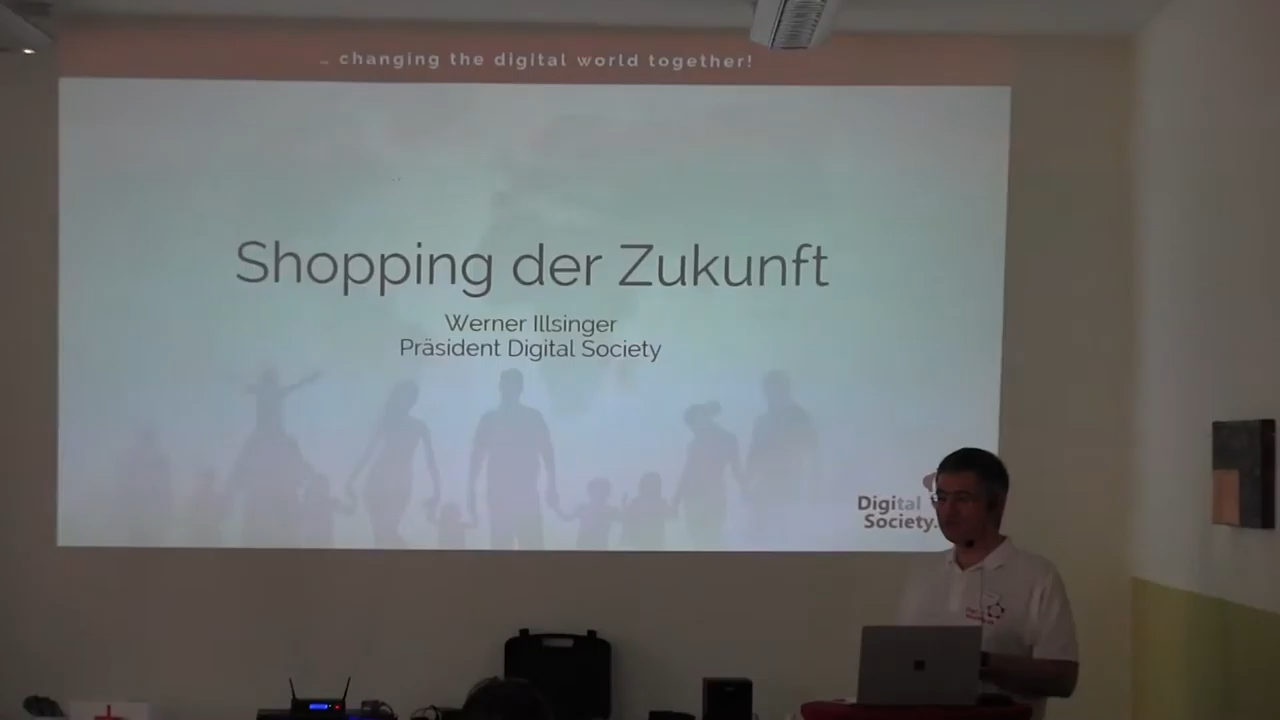 … changing the digital world together!
Shopping der Zukunft
Werner Illsinger
Präsident Digital Society
Digital
Society.